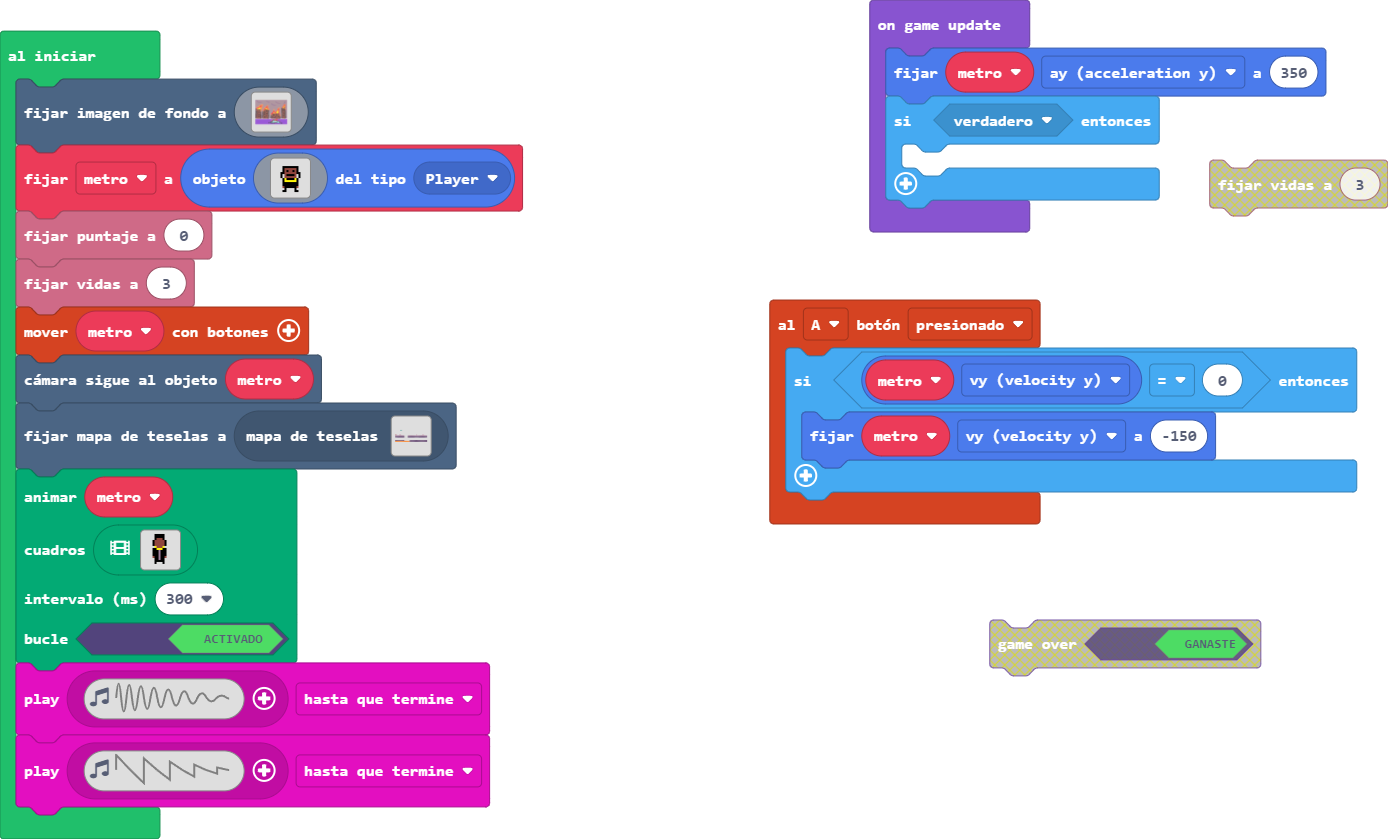 al iniciar
fijar imagen de fondo a
fijar metro a objeto del tipo Player
fijar puntaje a 0
fijar vidas a 3
mover metro con botones
cámara sigue al objeto metro
fijar mapa de teselas a mapa de teselas
animar metro
cuadros
intervalo (ms) 300
bucle ACTIVADO
play hasta que termine
play hasta que termine
on game update
fijar metro ay (acceleration y) a 350
si verdadero entonces
fijar vidas a 3
al A botón presionado
si metro vy (velocity y) = 0 entonces
fijar metro vy (velocity y) a -150
game over GANASTE